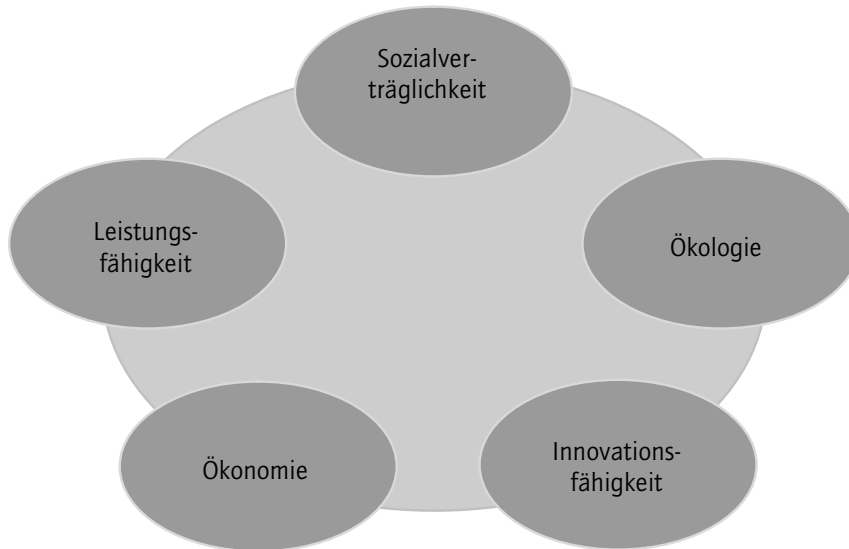 Sozialver-
träglichkeit
Leistungs-
fähigkeit
Ökologie
Ökonomie
Innovations-
fähigkeit